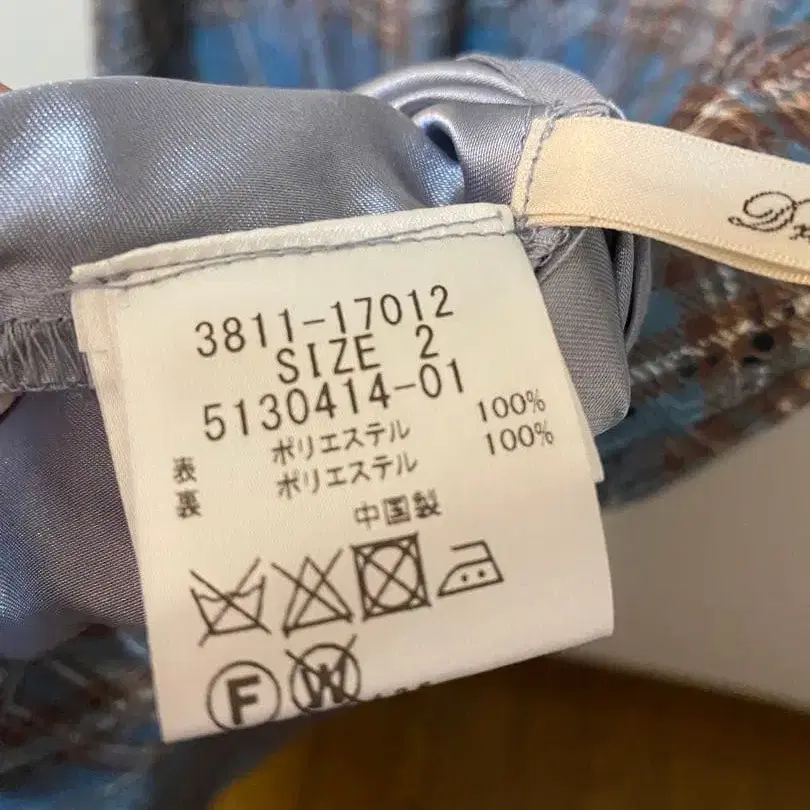 3811-17012
SIZE 2
5130414-01
表 ポリエステル 100%
裏 ポリエステル 100%
中国製
F W